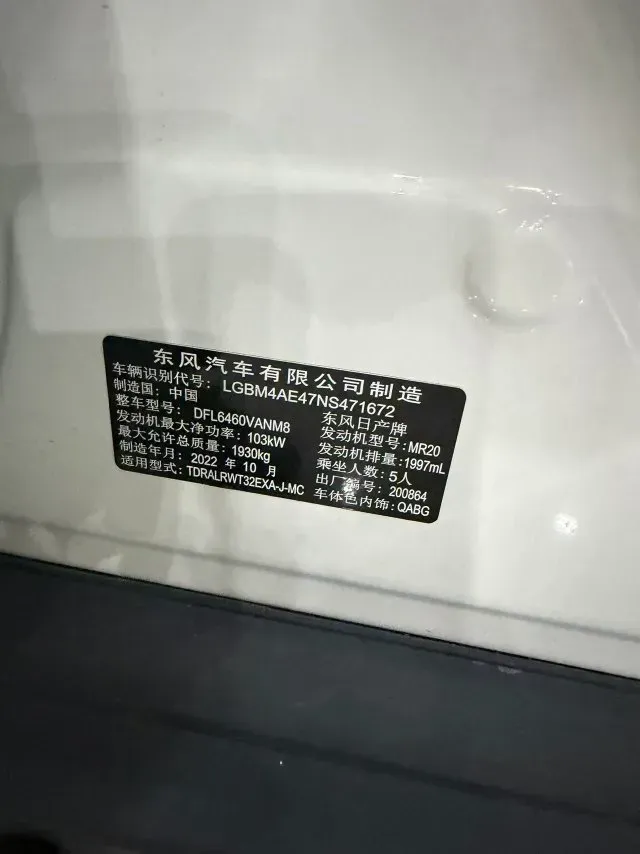 东风汽车有限公司制造
车辆识别代号: LGBM4AE47NS471672
制造国: 中国 东风日产牌
整车型号: DFL6460VANM8 发动机型号: MR20
发动机最大净功率: 103kW 发动机排量: 1997mL
最大允许总质量: 1930kg 乘坐人数: 5人
制造年月: 2022 年 10 月 出厂编号: 200864
适用型式: TDRALRWT32EXA-J-MC 车体色内饰: QABG